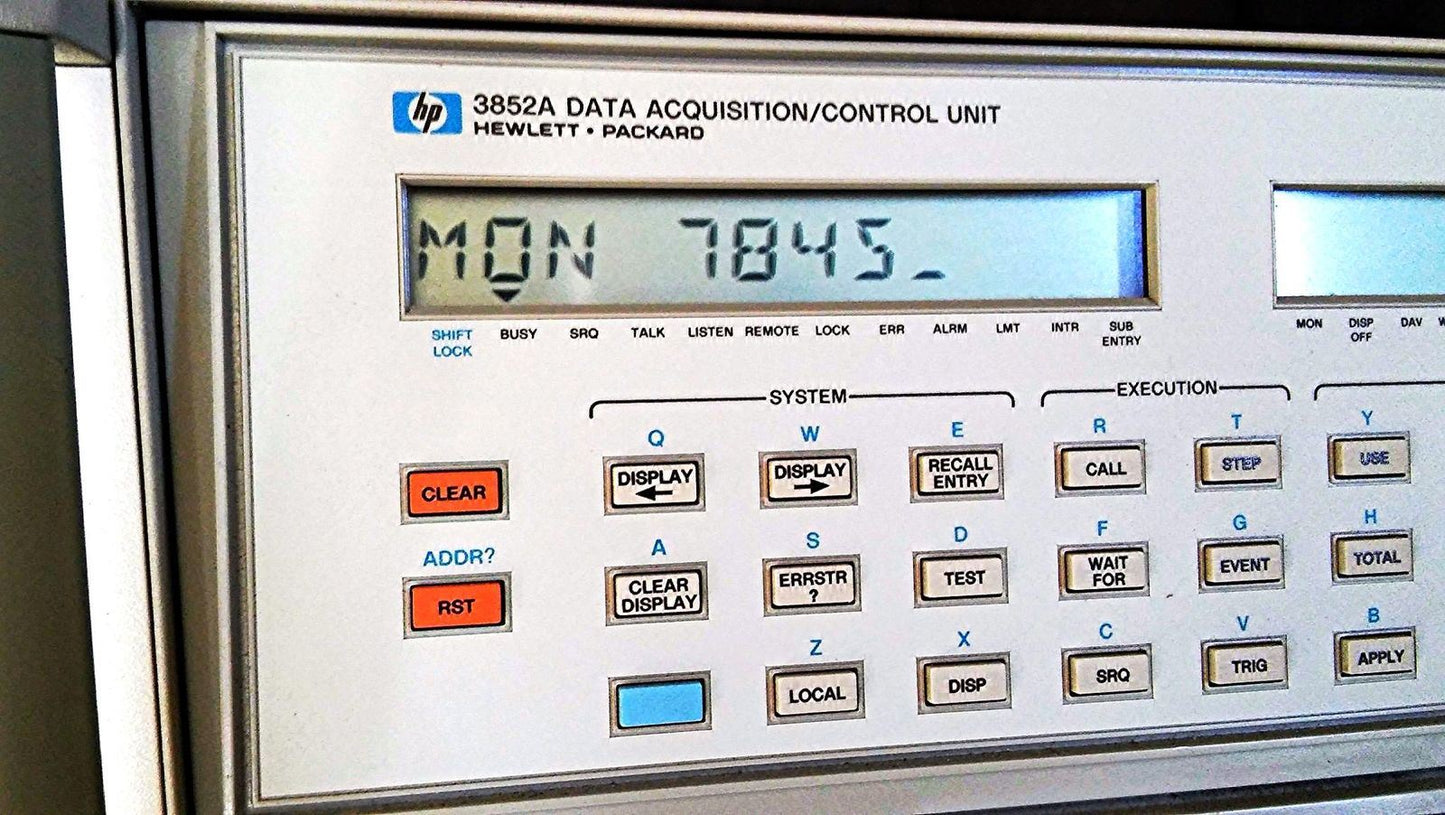 hp 3852A DATA ACQUISITION/CONTROL UNIT
HEWLETT • PACKARD
MON 7845_
SHIFT LOCK BUSY SRQ TALK LISTEN REMOTE LOCK ERR ALRM LMT INTR SUB ENTRY
MON DISP OFF DAV
SYSTEM EXECUTION
Q W E R T Y
CLEAR DISPLAY ← DISPLAY → RECALL ENTRY CALL STEP USE
ADDR? A S D F G H
RST CLEAR DISPLAY ERRSTR ? TEST WAIT FOR EVENT TOTAL
Z X C V B
LOCAL DISP SRQ TRIG APPLY